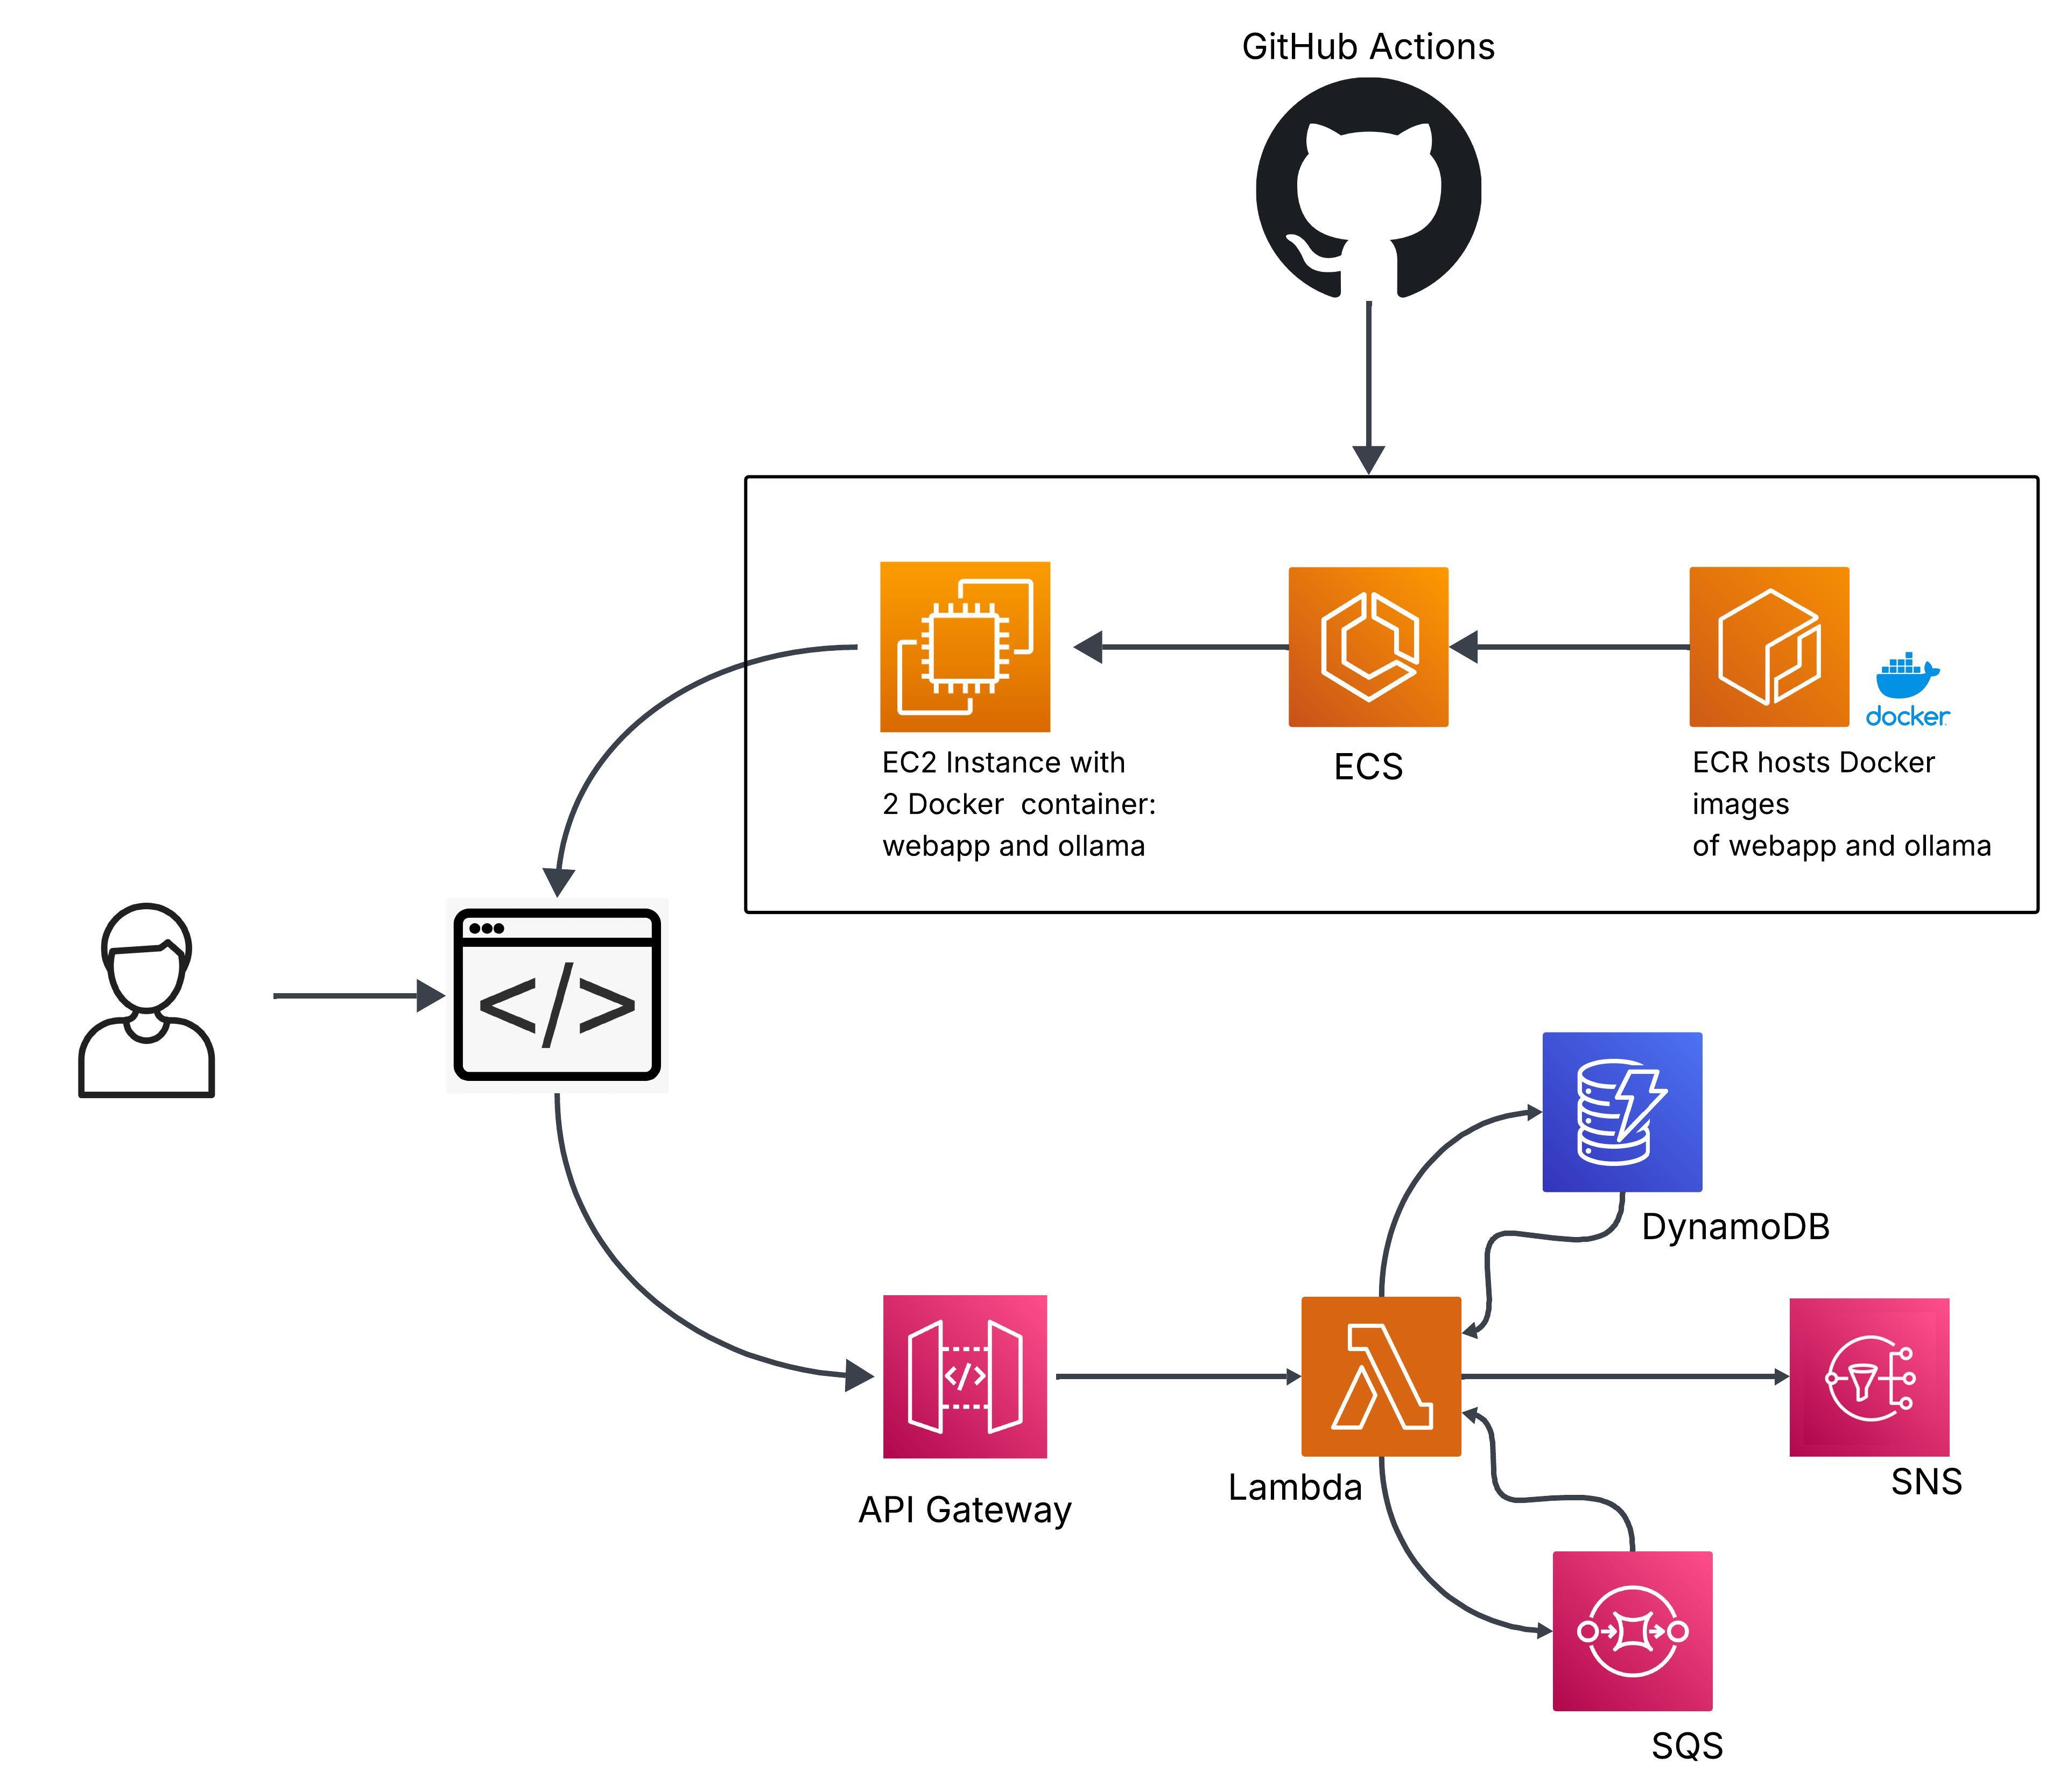 GitHub Actions
docker
EC2 Instance with
2 Docker  container:
webapp and ollama
ECS
ECR hosts Docker
images
of webapp and ollama
</>
DynamoDB
</>
API Gateway
Lambda
SNS
SQS